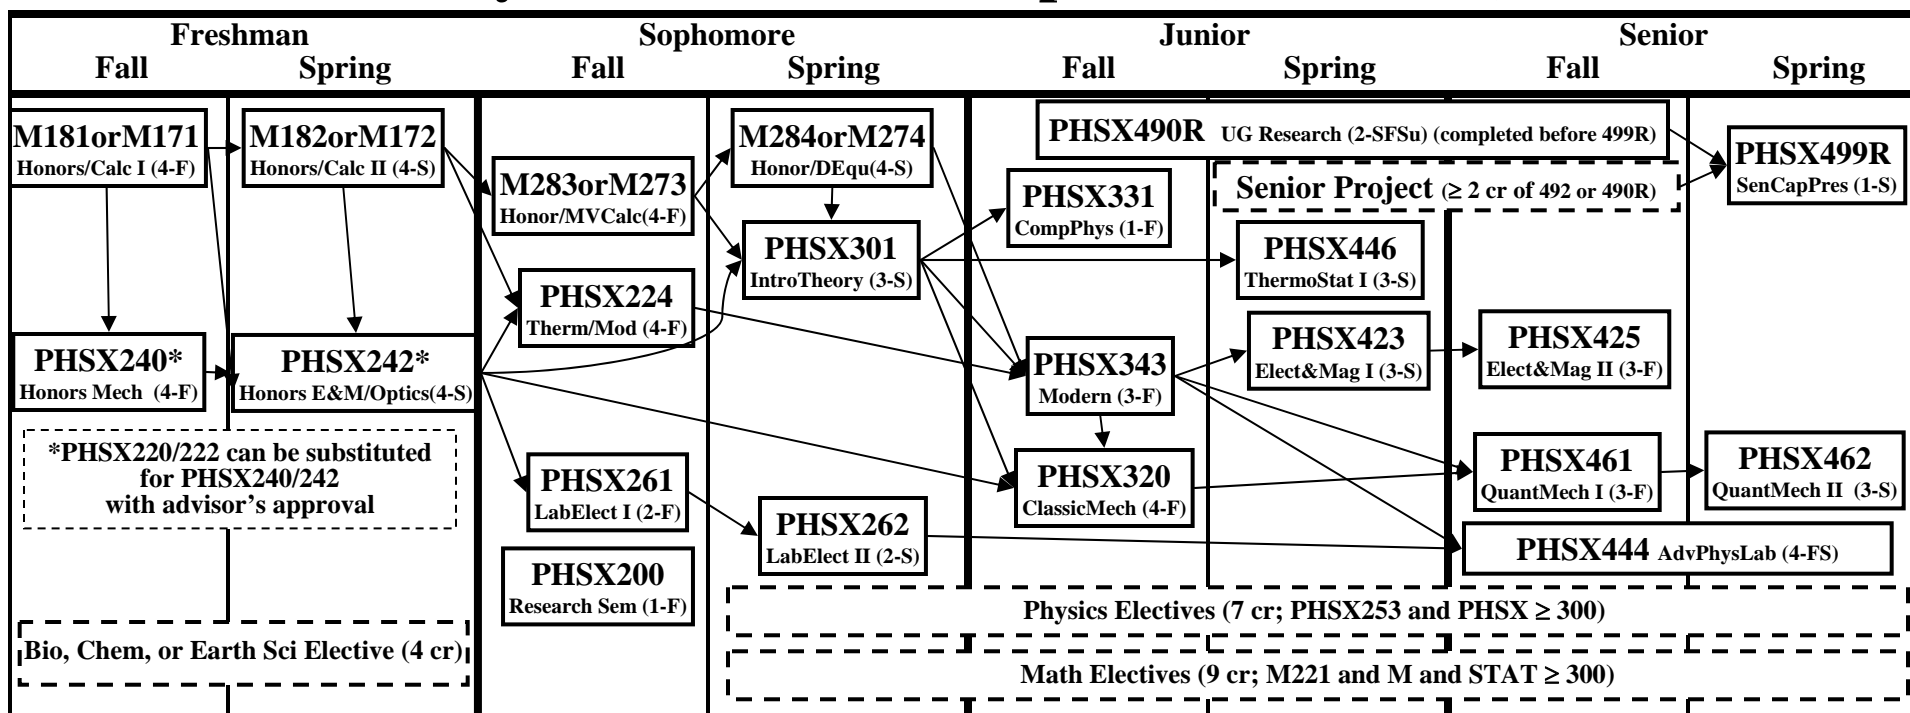 Freshman Sophomore Junior Senior
Fall Spring Fall Spring Fall Spring Fall Spring
M181orM171
Honors/Calc I (4-F)
M182orM172
Honors/Calc II (4-S)
M283orM273
Honor/MVCalc(4-F)
M284orM274
Honor/DEqu(4-S)
PHSX490R UG Research (2-SFSu) (completed before 499R)
PHSX499R
SenCapPres (1-S)
Senior Project (≥ 2 cr of 492 or 490R)
PHSX331
CompPhys (1-F)
PHSX301
IntroTheory (3-S)
PHSX446
ThermoStat I (3-S)
PHSX224
Therm/Mod (4-F)
PHSX240*
Honors Mech (4-F)
PHSX242*
Honors E&M/Optics(4-S)
PHSX343
Modern (3-F)
PHSX423
Elect&Mag I (3-S)
PHSX425
Elect&Mag II (3-F)
*PHSX220/222 can be substituted
for PHSX240/242
with advisor's approval
PHSX261
LabElect I (2-F)
PHSX262
LabElect II (2-S)
PHSX320
ClassicMech (4-F)
PHSX461
QuantMech I (3-F)
PHSX462
QuantMech II (3-S)
PHSX444 AdvPhysLab (4-FS)
PHSX200
Research Sem (1-F)
Physics Electives (7 cr; PHSX253 and PHSX ≥ 300)
Bio, Chem, or Earth Sci Elective (4 cr)
Math Electives (9 cr; M221 and M and STAT ≥ 300)